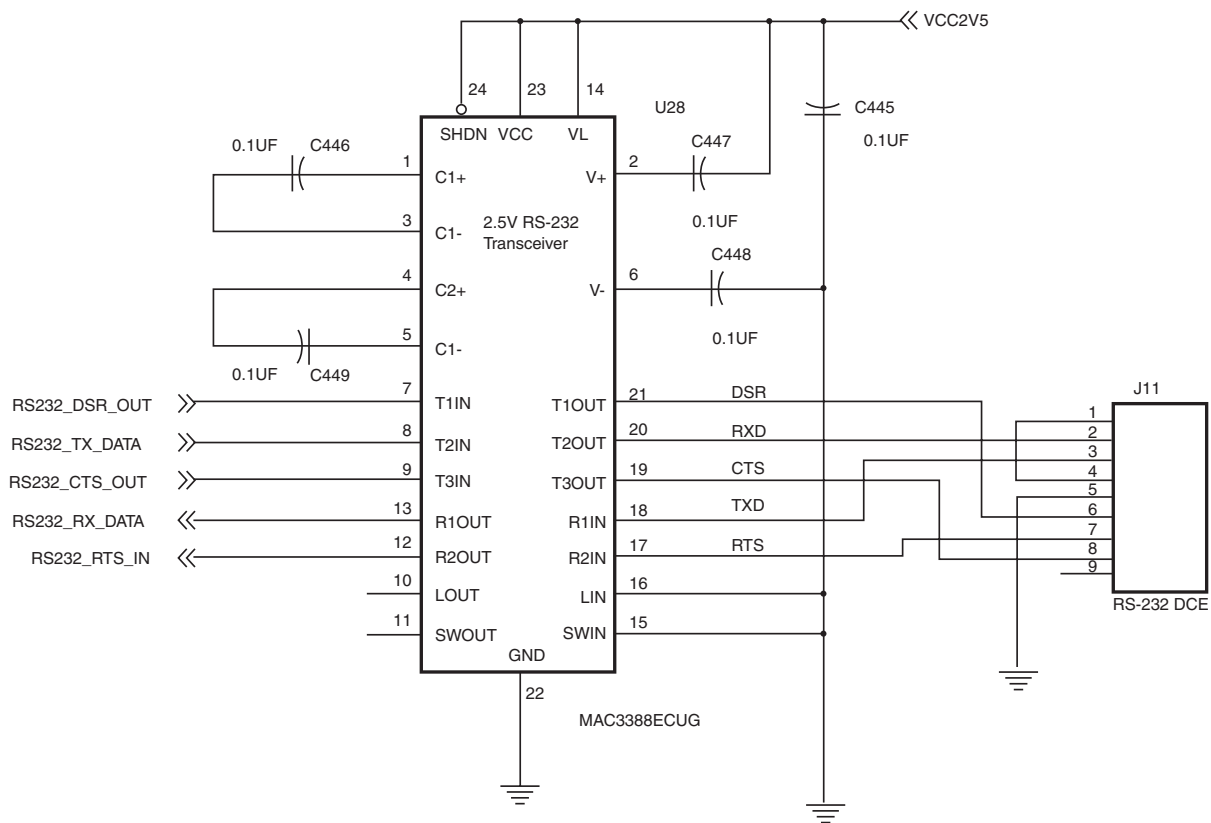 VCC2V5
24 23 14
U28 C445
SHDN VCC VL
0.1UF C446 C447 0.1UF
1 C1+ V+ 2
0.1UF
3 C1- 2.5V RS-232
Transceiver
C448
4 C2+ V- 6
0.1UF
5 C1-
0.1UF C449
J11
RS232_DSR_OUT 7 T1IN T1OUT 21 DSR
RS232_TX_DATA 8 T2IN T2OUT 20 RXD
RS232_CTS_OUT 9 T3IN T3OUT 19 CTS
RS232_RX_DATA 13 R1OUT R1IN 18 TXD
RS232_RTS_IN 12 R2OUT R2IN 17 RTS
10 LOUT LIN 16
11 SWOUT SWIN 15
1
2
3
4
5
6
7
8
9
RS-232 DCE
GND
22
MAC3388ECUG